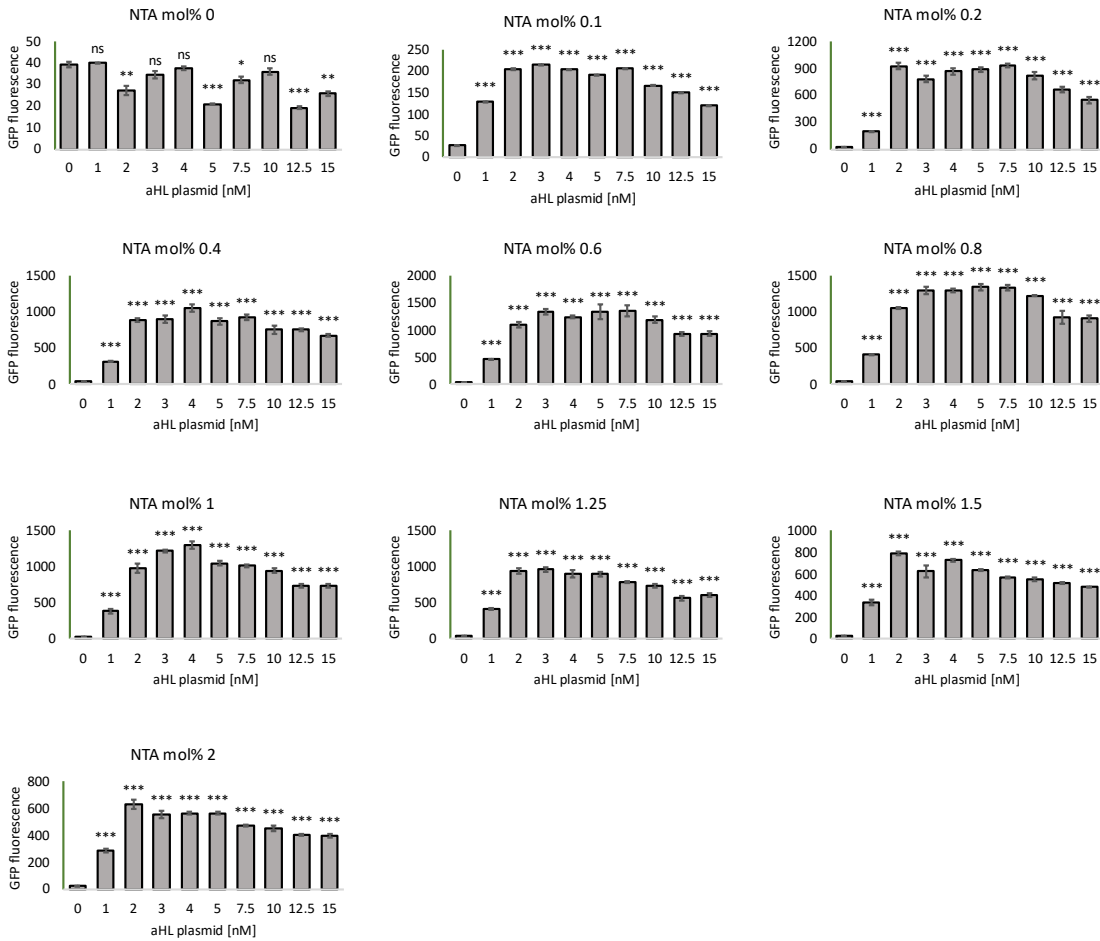 NTA mol% 0
GFP fluorescence
50
40
30
20
10
0
ns
**
ns
ns
***
*
ns
***
**
0 1 2 3 4 5 7.5 10 12.5 15
aHL plasmid [nM]
NTA mol% 0.1
GFP fluorescence
250
200
150
100
50
0
*** *** *** *** *** *** *** *** ***
0 1 2 3 4 5 7.5 10 12.5 15
aHL plasmid [nM]
NTA mol% 0.2
GFP fluorescence
1200
900
600
300
0
*** *** *** *** *** *** *** *** ***
0 1 2 3 4 5 7.5 10 12.5 15
aHL plasmid [nM]
NTA mol% 0.4
GFP fluorescence
1500
1000
500
0
*** *** *** *** *** *** *** *** ***
0 1 2 3 4 5 7.5 10 12.5 15
aHL plasmid [nM]
NTA mol% 0.6
GFP fluorescence
2000
1500
1000
500
0
*** *** *** *** *** *** *** *** ***
0 1 2 3 4 5 7.5 10 12.5 15
aHL plasmid [nM]
NTA mol% 0.8
GFP fluorescence
1500
1000
500
0
*** *** *** *** *** *** *** *** ***
0 1 2 3 4 5 7.5 10 12.5 15
aHL plasmid [nM]
NTA mol% 1
GFP fluorescence
1500
1000
500
0
*** *** *** *** *** *** *** *** ***
0 1 2 3 4 5 7.5 10 12.5 15
aHL plasmid [nM]
NTA mol% 1.25
GFP fluorescence
1500
1000
500
0
*** *** *** *** *** *** *** *** ***
0 1 2 3 4 5 7.5 10 12.5 15
aHL plasmid [nM]
NTA mol% 1.5
GFP fluorescence
1000
800
600
400
200
0
*** *** *** *** *** *** *** *** ***
0 1 2 3 4 5 7.5 10 12.5 15
aHL plasmid [nM]
NTA mol% 2
GFP fluorescence
800
600
400
200
0
*** *** *** *** *** *** *** *** ***
0 1 2 3 4 5 7.5 10 12.5 15
aHL plasmid [nM]